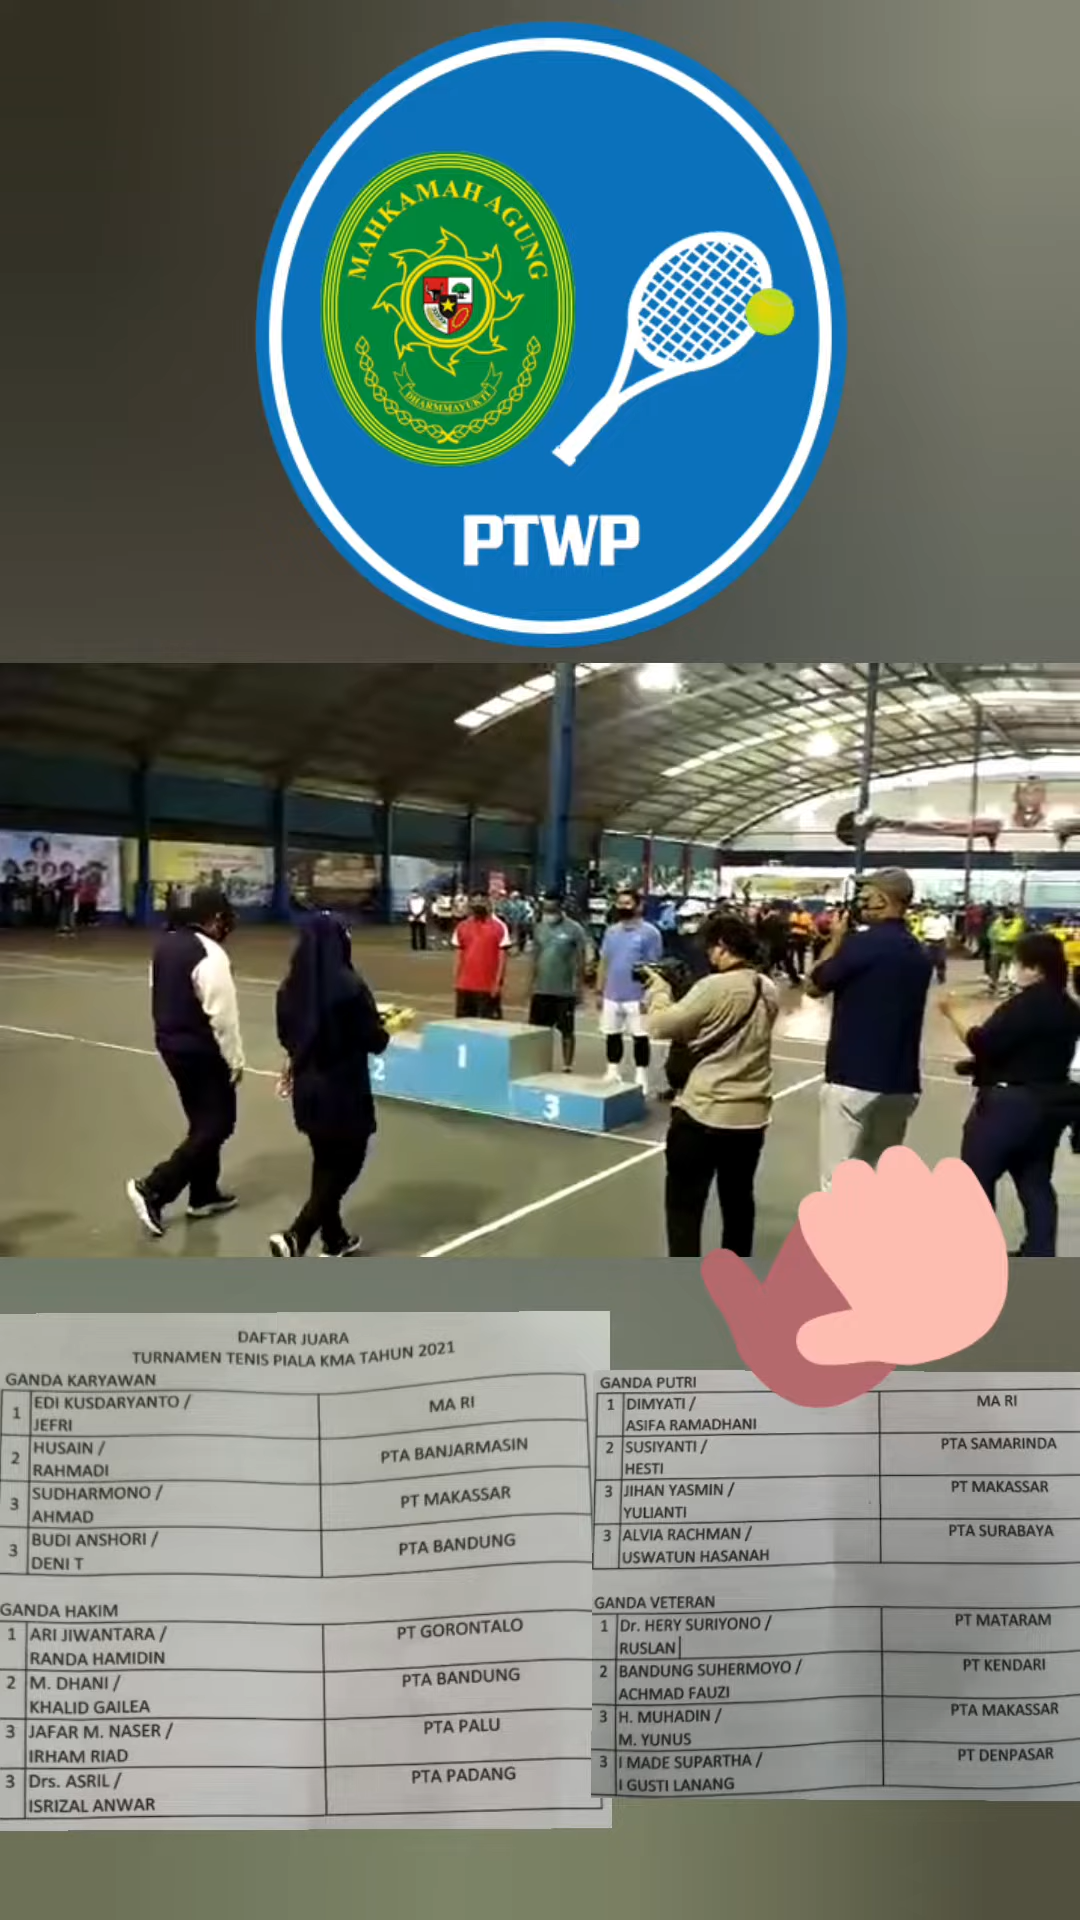 MAHKAMAH AGUNG
DHARMMAYUKTI
PTWP
2
1
3
DAFTAR JUARA
TURNAMEN TENIS PIALA KMA TAHUN 2021
GANDA KARYAWAN
1 EDI KUSDARYANTO / MA RI
JEFRI
2 HUSAIN / PTA BANJARMASIN
RAHMADI
3 SUDHARMONO / PT MAKASSAR
AHMAD
3 BUDI ANSHORI / PTA BANDUNG
DENI T
GANDA HAKIM
1 ARI JIWANTARA / PT GORONTALO
RANDA HAMIDIN
2 M. DHANI / PTA BANDUNG
KHALID GAILEA
3 JAFAR M. NASER / PTA PALU
IRHAM RIAD
3 Drs. ASRIL / PTA PADANG
ISRIZAL ANWAR
GANDA PUTRI
1 DIMYATI / MA RI
ASIFA RAMADHANI
2 SUSIYANTI / PTA SAMARINDA
HESTI
3 JIHAN YASMIN / PT MAKASSAR
YULIANTI
3 ALVIA RACHMAN / PTA SURABAYA
USWATUN HASANAH
GANDA VETERAN
1 Dr. HERY SURIYONO / PT MATARAM
RUSLAN
2 BANDUNG SUHERMOYO / PT KENDARI
ACHMAD FAUZI
3 H. MUHADIN / PTA MAKASSAR
M. YUNUS
3 I MADE SUPARTHA / PT DENPASAR
I GUSTI LANANG